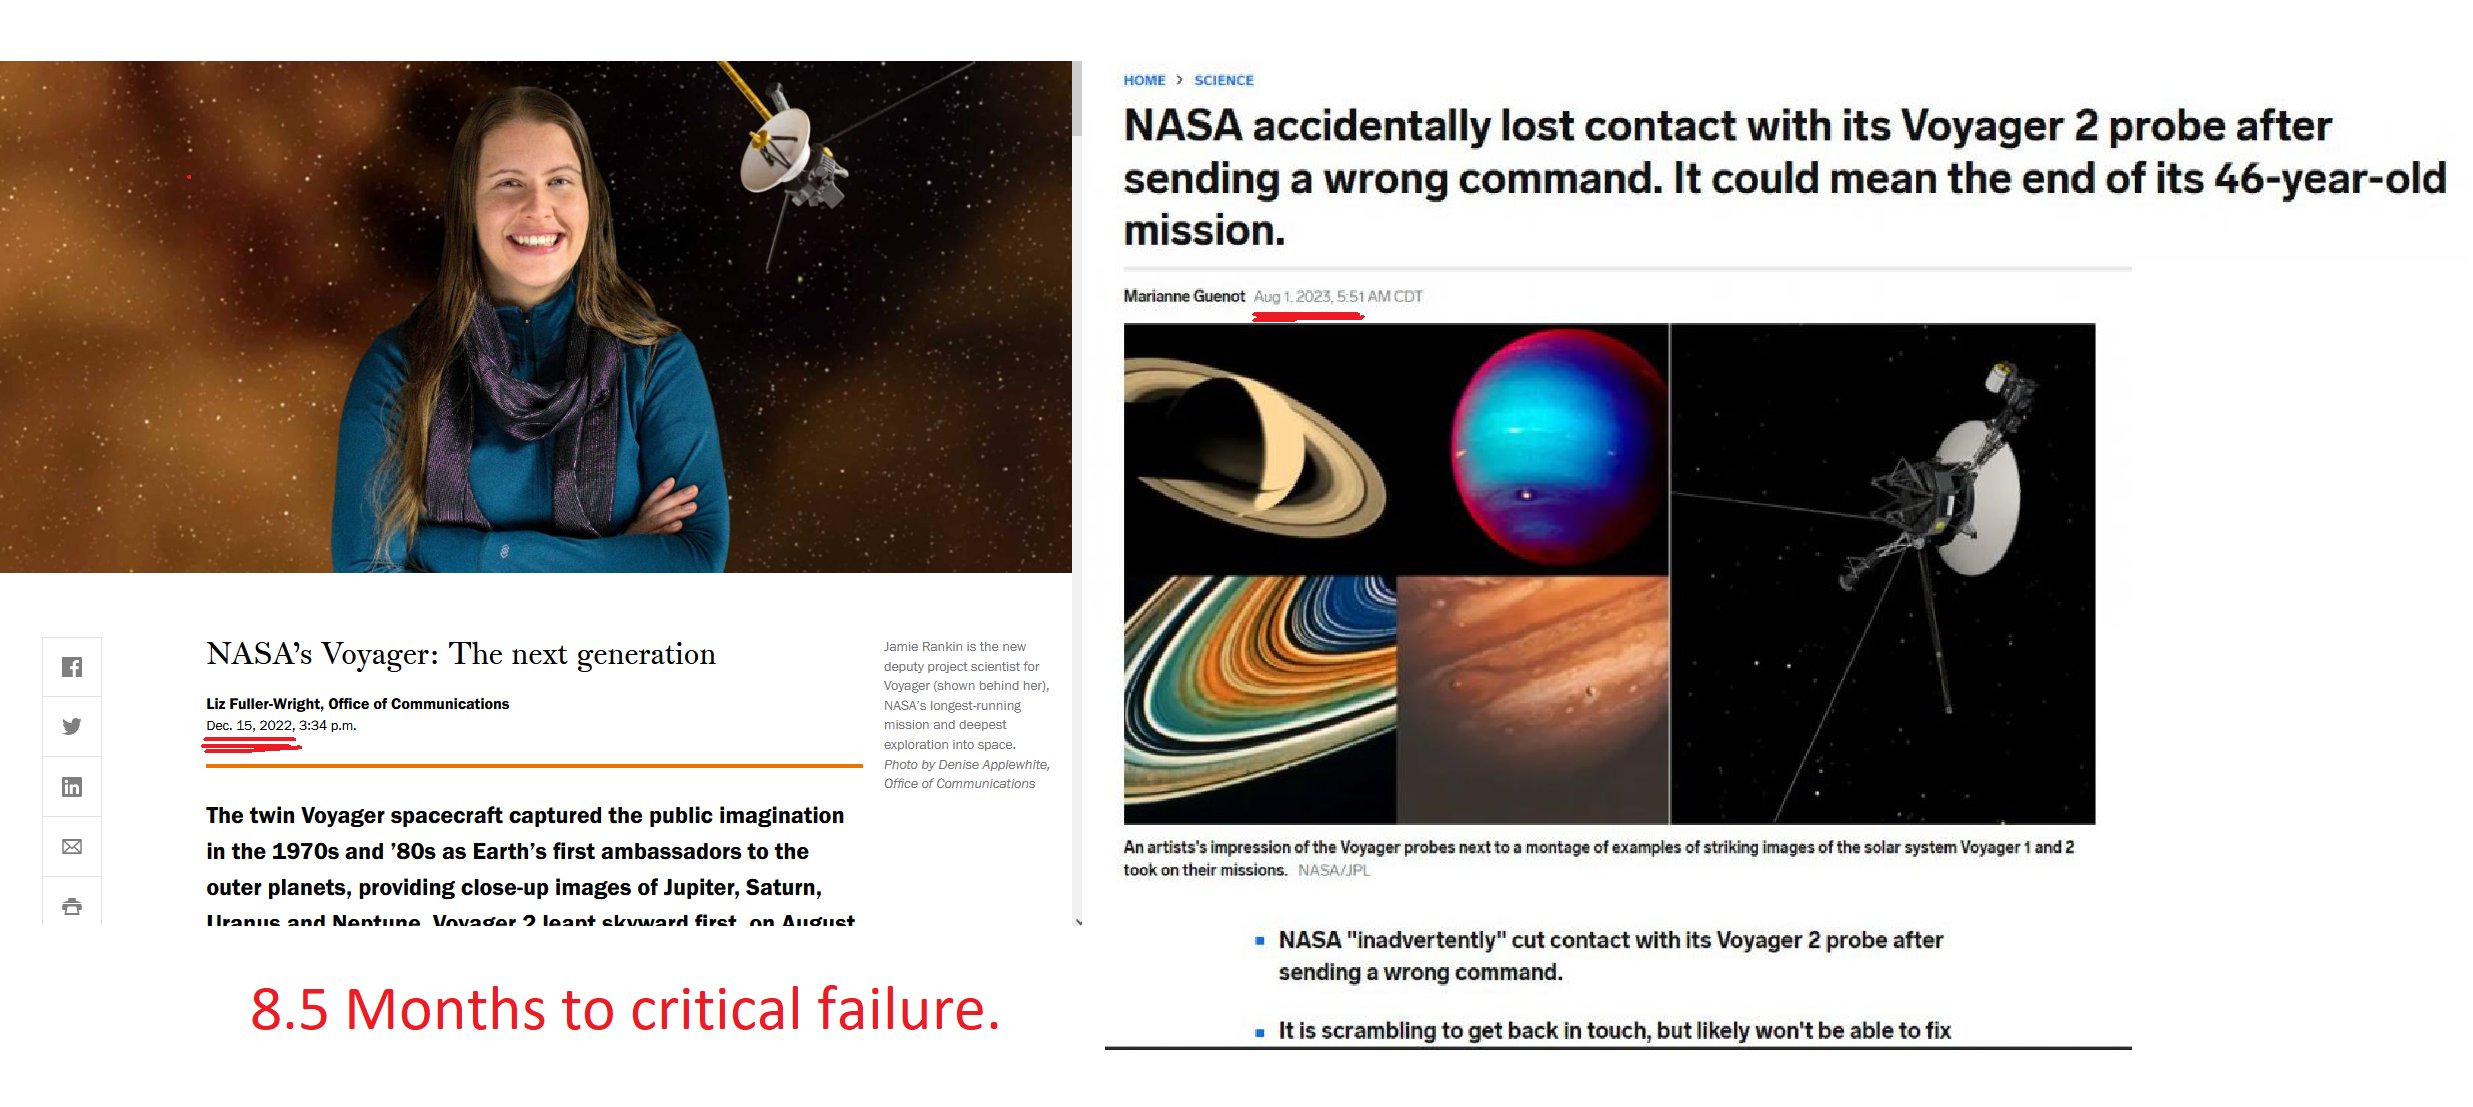 NASA's Voyager: The next generation
Liz Fuller-Wright, Office of Communications
Dec. 15, 2022, 3:34 p.m.
The twin Voyager spacecraft captured the public imagination
in the 1970s and '80s as Earth's first ambassadors to the
outer planets, providing close-up images of Jupiter, Saturn,
Uranus and Neptune. Voyager 2 leapt skyward first, on August
Jamie Rankin is the new
deputy project scientist for
Voyager (shown behind her),
NASA's longest-running
mission and deepest
exploration into space.
Photo by Denise Applewhite,
Office of Communications
8.5 Months to critical failure.
HOME > SCIENCE
NASA accidentally lost contact with its Voyager 2 probe after
sending a wrong command. It could mean the end of its 46-year-old
mission.
Marianne Guenot Aug 1, 2023, 5:51 AM CDT
An artists's impression of the Voyager probes next to a montage of examples of striking images of the solar system Voyager 1 and 2
took on their missions. NASA/JPL
NASA "inadvertently" cut contact with its Voyager 2 probe after
sending a wrong command.
It is scrambling to get back in touch, but likely won't be able to fix